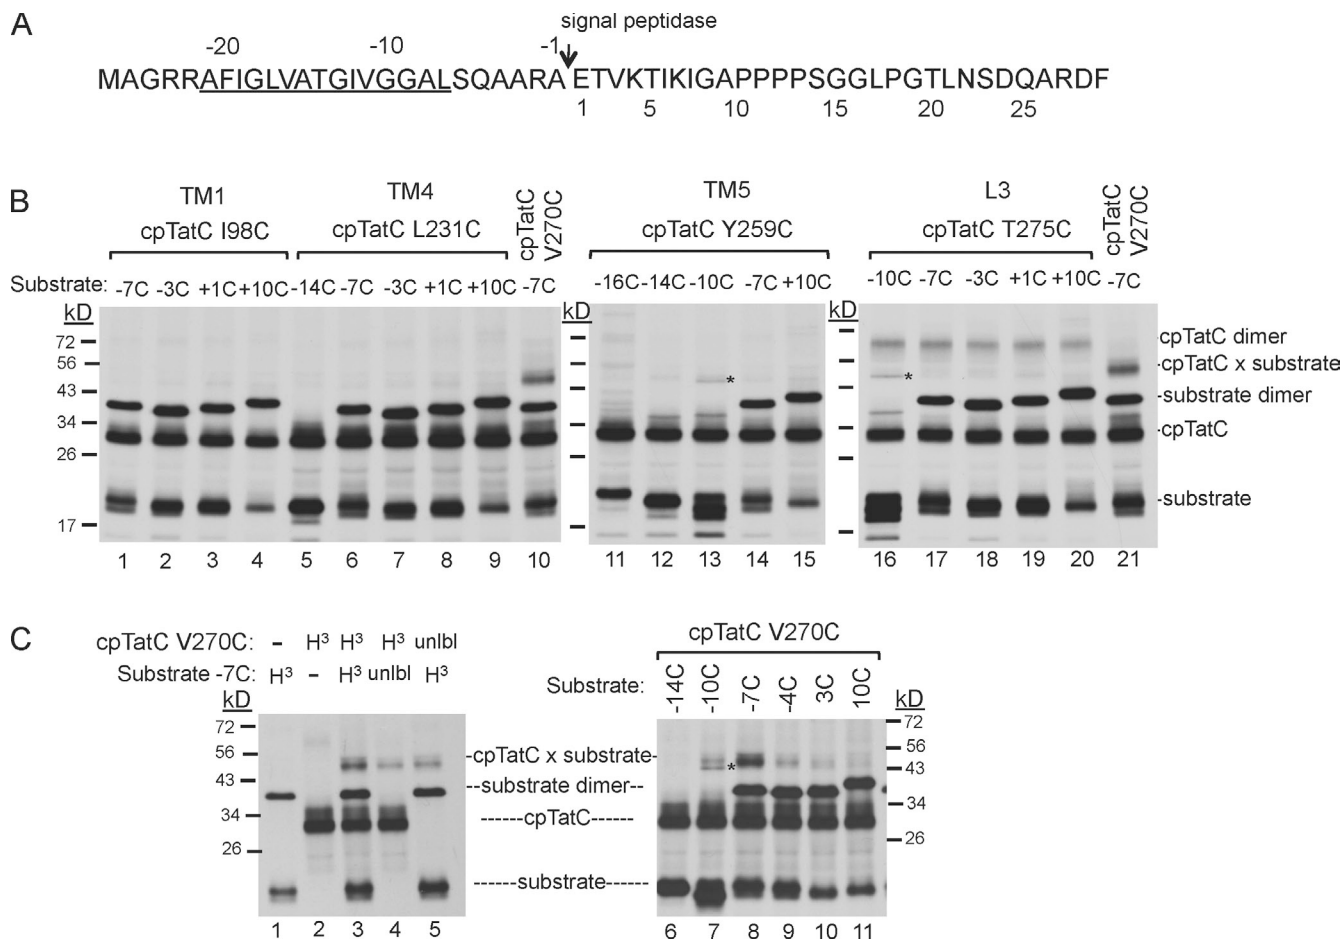 A
signal peptidase
-20 -10 -1
MAGRRAFIGLVATGIVGGALSQAARA ETVKTIKIGAPPPPSGGLPGTLNSDQARDF
1 5 10 15 20 25
B
TM1 TM4 cpTatC V270C TM5 L3 cpTatC V270C
cpTatC I98C cpTatC L231C cpTatC Y259C cpTatC T275C
Substrate: -7C -3C +1C +10C -14C -7C -3C +1C +10C -7C -16C -14C -10C -7C +10C -10C -7C -3C +1C +10C -7C
kD kD kD
72
56
43
34
26
17
* *
-cpTatC dimer
-cpTatC x substrate
-substrate dimer
-cpTatC
-substrate
1 2 3 4 5 6 7 8 9 10 11 12 13 14 15 16 17 18 19 20 21
C
cpTatC V270C: – H³ H³ H³ unlbl
Substrate -7C: H³ – H³ unlbl H³
kD
72
56
43
34
26
1 2 3 4 5
-cpTatC x substrate-
--substrate dimer--
------cpTatC------
------substrate------
cpTatC V270C
Substrate: -14C -10C -7C -4C 3C 10C
kD
72
56
43
34
26
*
6 7 8 9 10 11